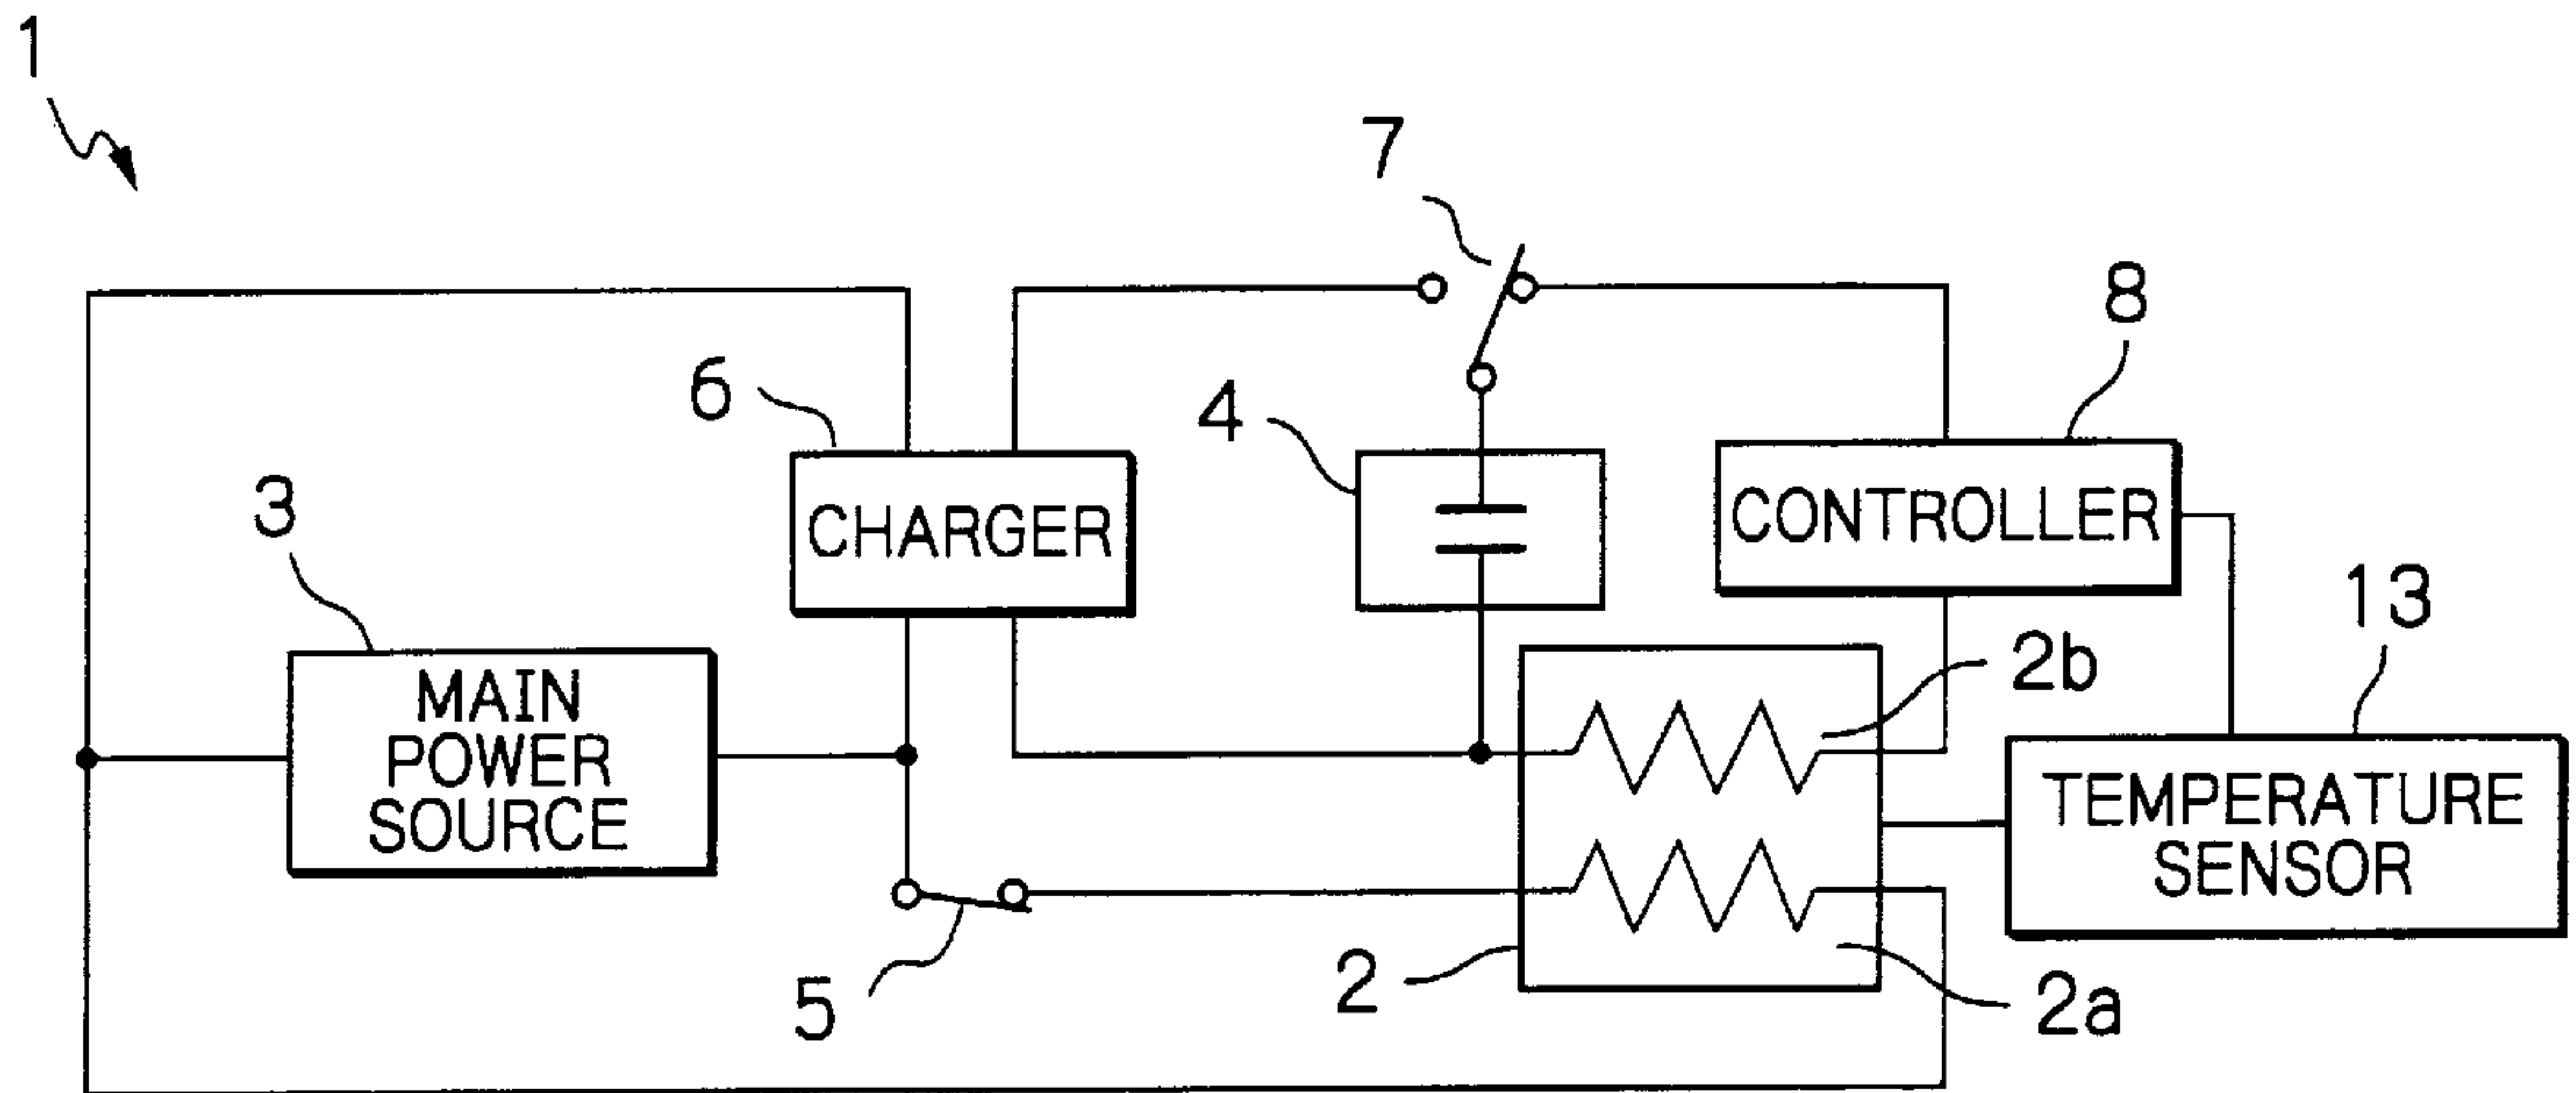 1
7
8
6
4
CHARGER
CONTROLLER
3
13
MAIN
POWER
SOURCE
2b
TEMPERATURE
SENSOR
5
2
2a